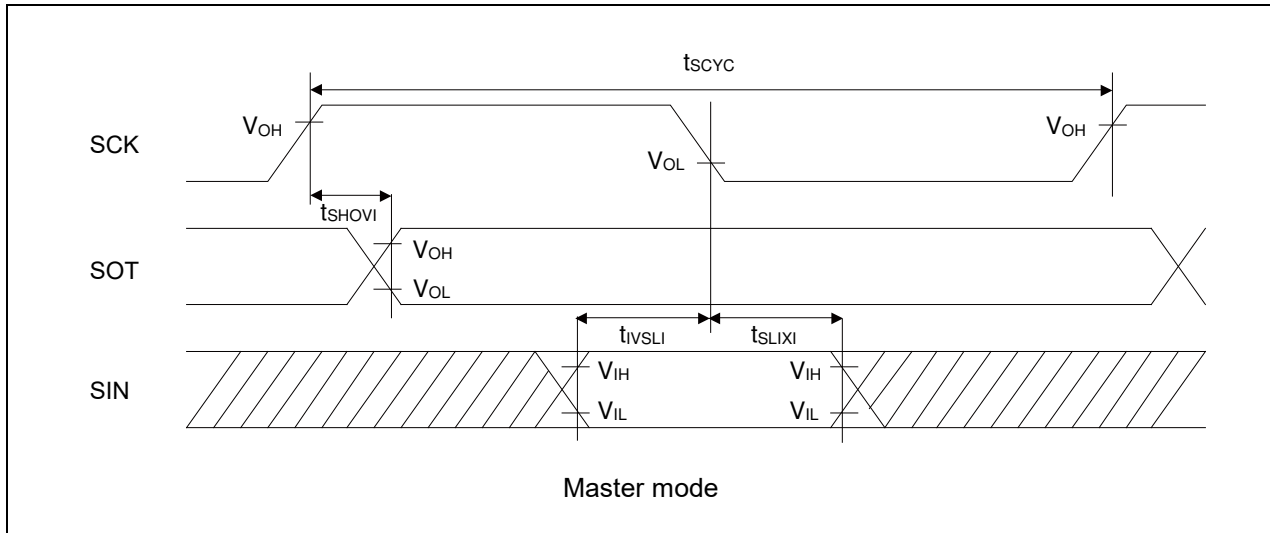 tSCYC
SCK
VOH
VOL
VOH
tSHOVI
SOT
VOH
VOL
tIVSLI
tSLIXI
SIN
VIH
VIL
VIH
VIL
Master mode